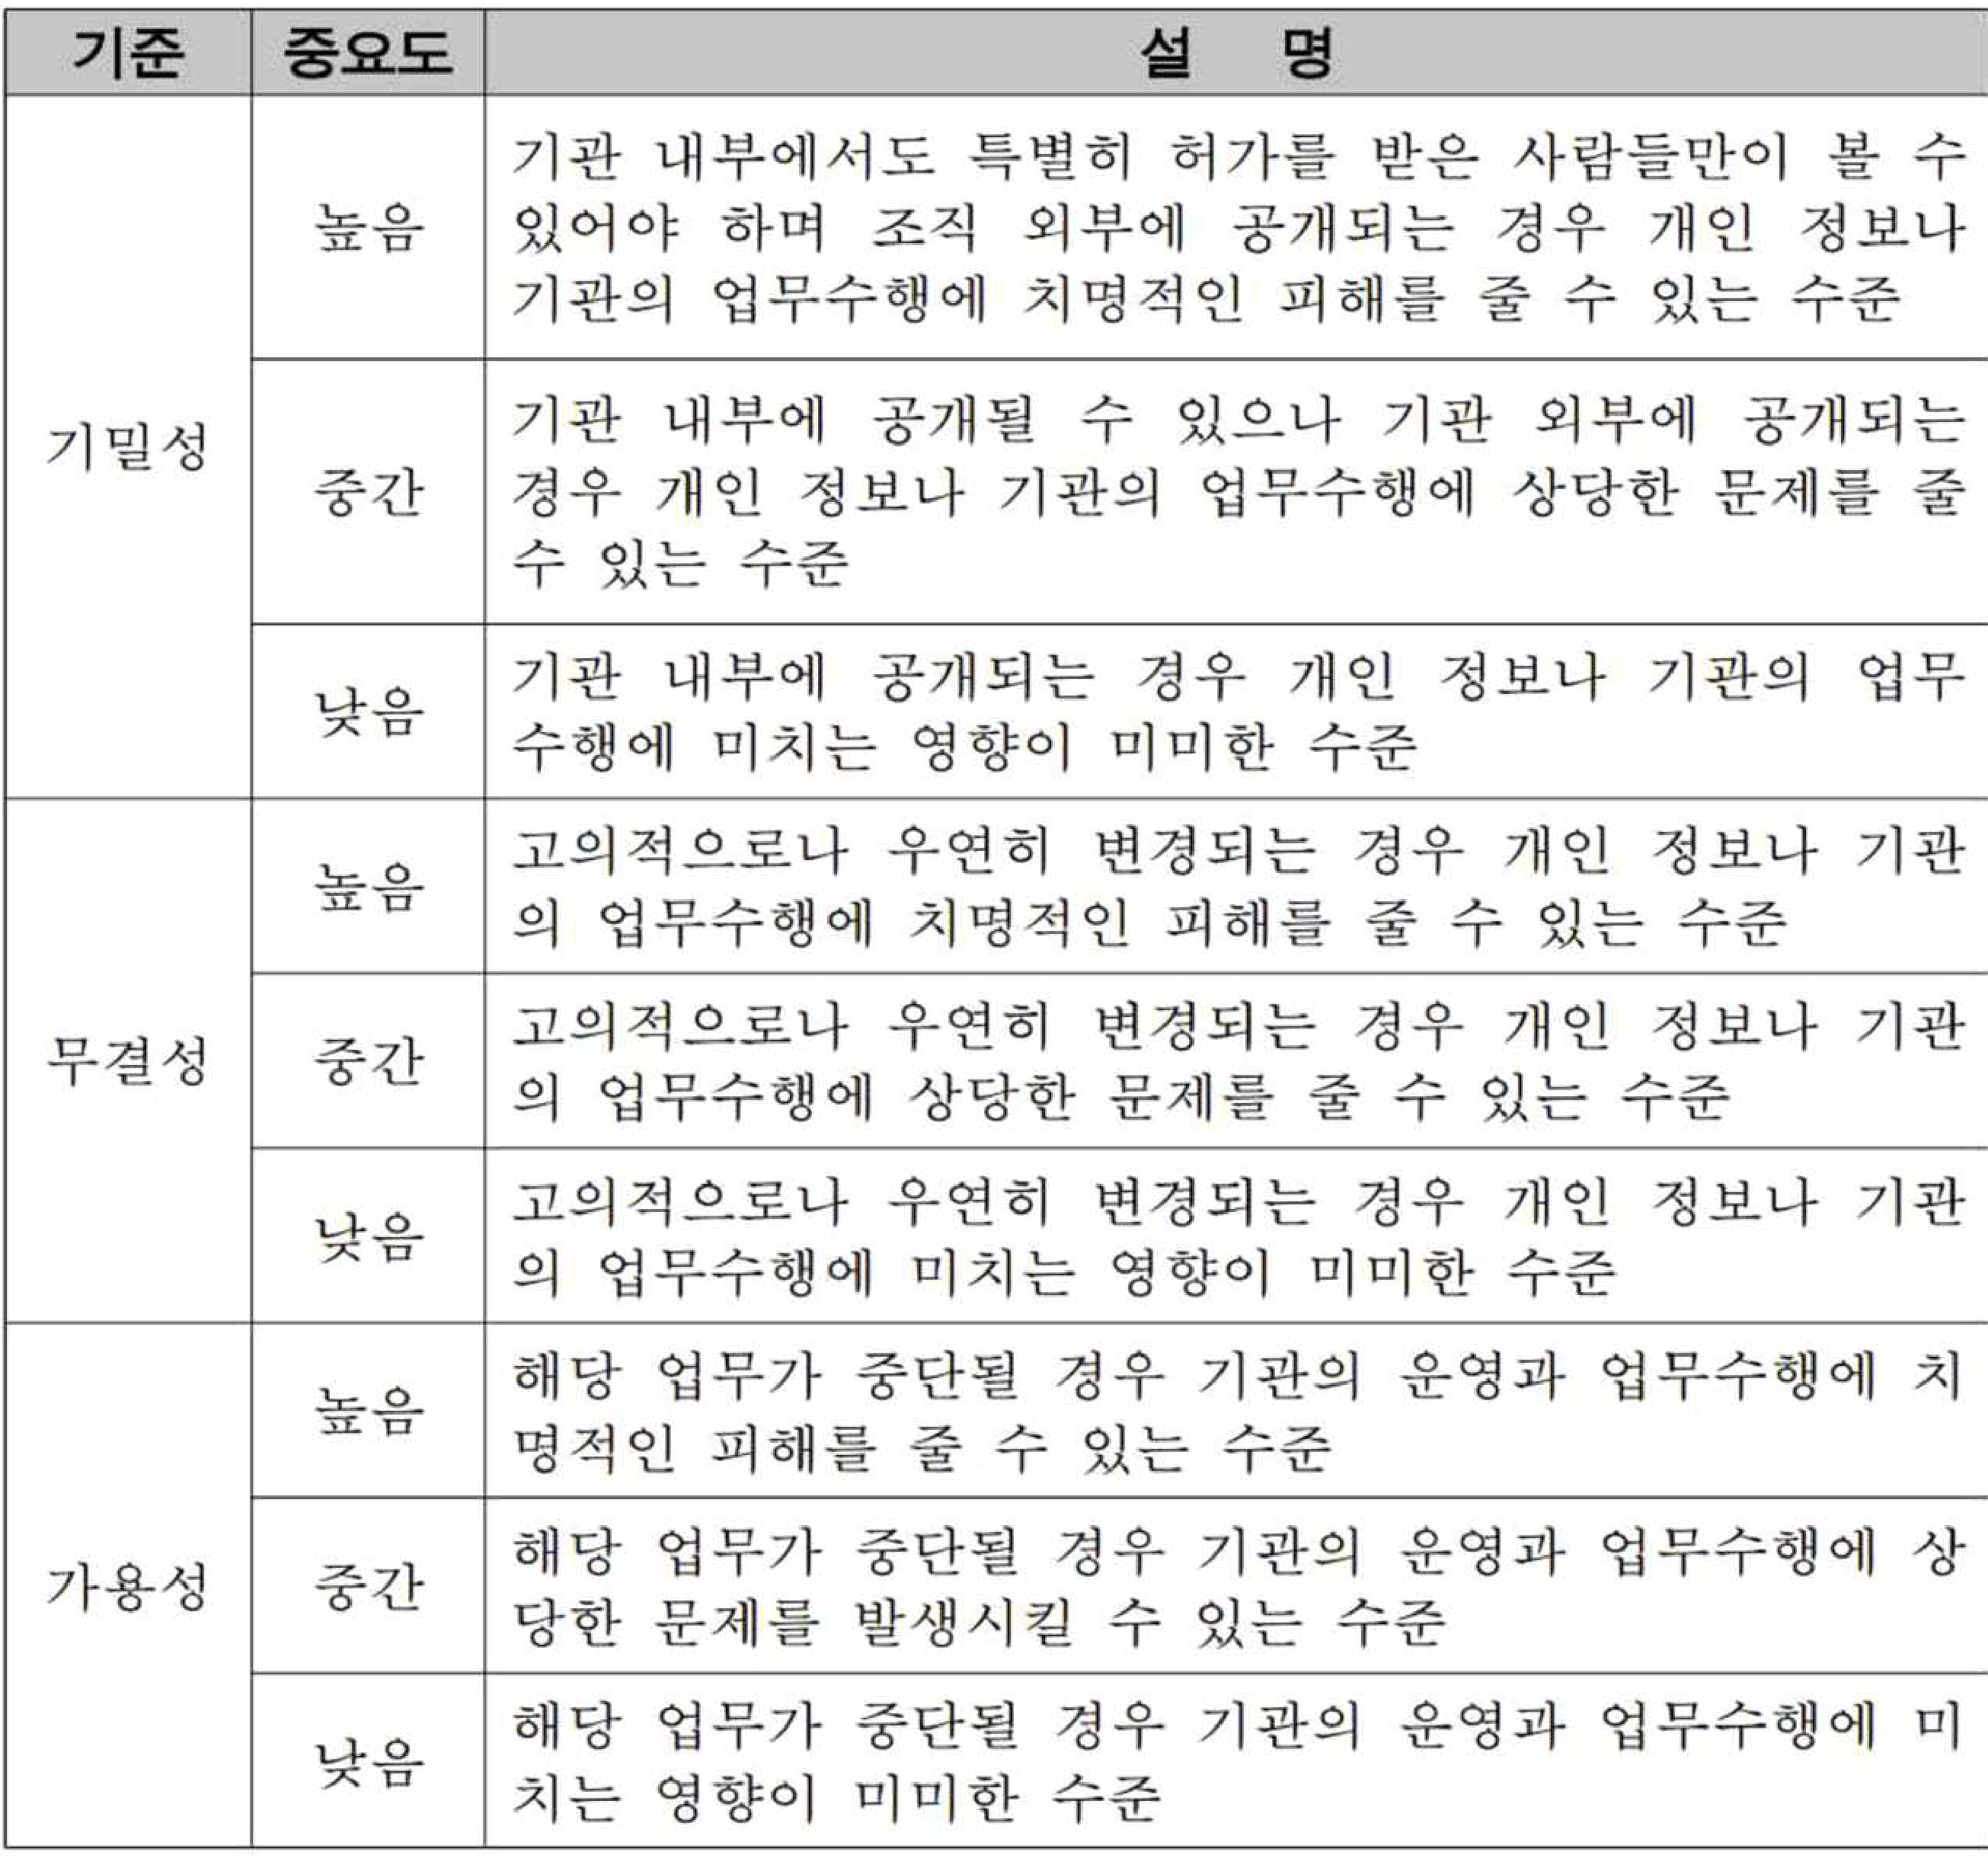 기준 중요도 설 명
기밀성
높음
기관 내부에서도 특별히 허가를 받은 사람들만이 볼 수
있어야 하며 조직 외부에 공개되는 경우 개인 정보나
기관의 업무수행에 치명적인 피해를 줄 수 있는 수준
중간
기관 내부에 공개될 수 있으나 기관 외부에 공개되는
경우 개인 정보나 기관의 업무수행에 상당한 문제를 줄
수 있는 수준
낮음
기관 내부에 공개되는 경우 개인 정보나 기관의 업무
수행에 미치는 영향이 미미한 수준
무결성
높음
고의적으로나 우연히 변경되는 경우 개인 정보나 기관
의 업무수행에 치명적인 피해를 줄 수 있는 수준
중간
고의적으로나 우연히 변경되는 경우 개인 정보나 기관
의 업무수행에 상당한 문제를 줄 수 있는 수준
낮음
고의적으로나 우연히 변경되는 경우 개인 정보나 기관
의 업무수행에 미치는 영향이 미미한 수준
가용성
높음
해당 업무가 중단될 경우 기관의 운영과 업무수행에 치
명적인 피해를 줄 수 있는 수준
중간
해당 업무가 중단될 경우 기관의 운영과 업무수행에 상
당한 문제를 발생시킬 수 있는 수준
낮음
해당 업무가 중단될 경우 기관의 운영과 업무수행에 미
치는 영향이 미미한 수준